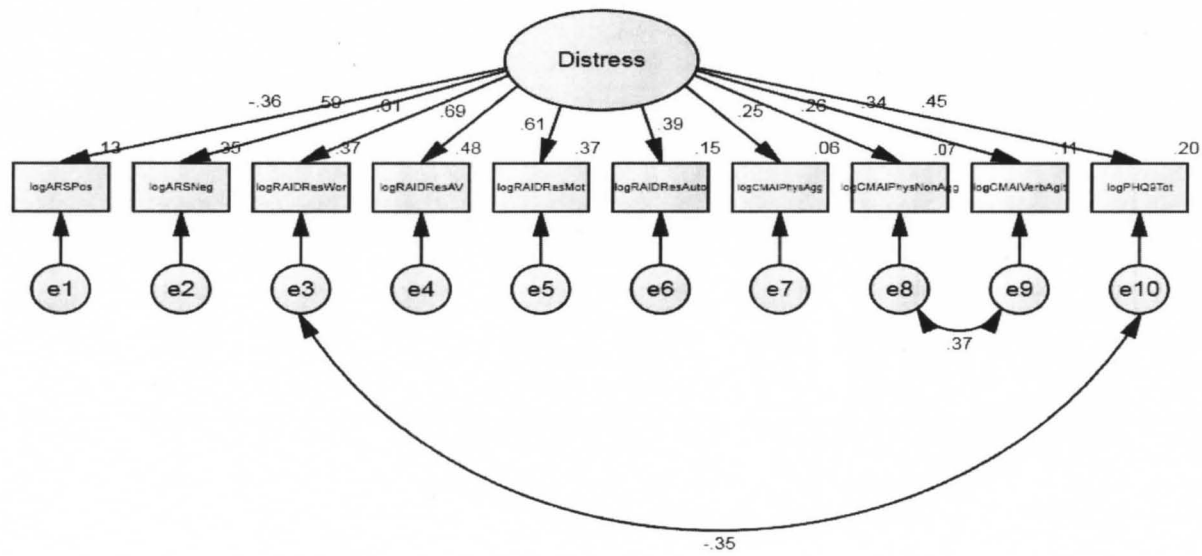 Distress
-.36 .59 .61 .69 .61 .39 .25 .26 .34 .45
.13 .35 .37 .48 .37 .15 .06 .07 .11 .20
logARSPos logARSNeg logRAIDResWor logRAIDResAV logRAIDResMot logRAIDResAuto logCMAIPhysAgg logCMAIPhysNonAgg logCMAIVerbAgit logPHQ9Tot
e1 e2 e3 e4 e5 e6 e7 e8 e9 e10
.37
-.35